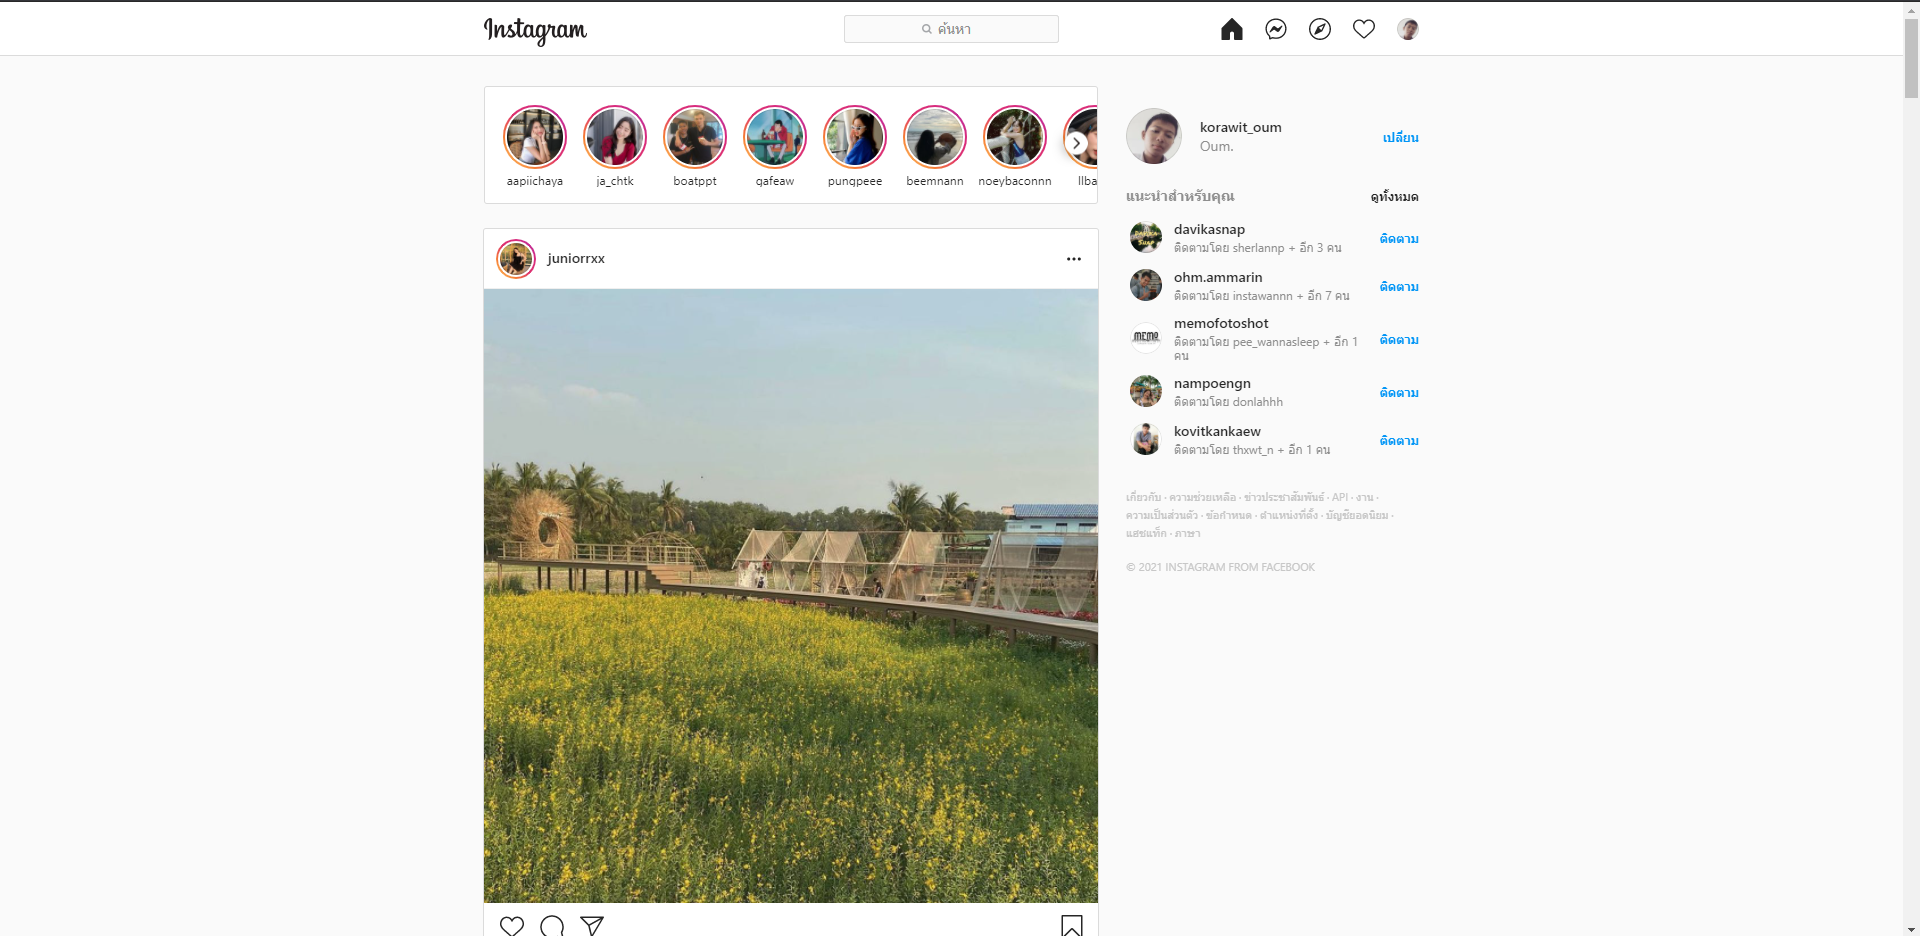 Instagram
ค้นหา
aapiichaya
ja_chtk
boatppt
qafeaw
pungpeee
beemnann
noeybaconnn
llba
korawit_oum
Oum.
เปลี่ยน
juniorrxx
แนะนำสำหรับคุณ
ดูทั้งหมด
davikasnap
ติดตามโดย sherlannp + อีก 3 คน
ติดตาม
ohm.ammarin
ติดตามโดย instawannn + อีก 7 คน
ติดตาม
memofotoshot
ติดตามโดย pee_wannasleep + อีก 1
คน
ติดตาม
nampoengn
ติดตามโดย donlahhh
ติดตาม
kovitkankaew
ติดตามโดย thxwt_n + อีก 1 คน
ติดตาม
เกี่ยวกับ · ความช่วยเหลือ · ข่าวประชาสัมพันธ์ · API · งาน ·
ความเป็นส่วนตัว · ข้อกำหนด · ตำแหน่งที่ตั้ง · บัญชียอดนิยม ·
แฮชแท็ก · ภาษา
© 2021 INSTAGRAM FROM FACEBOOK